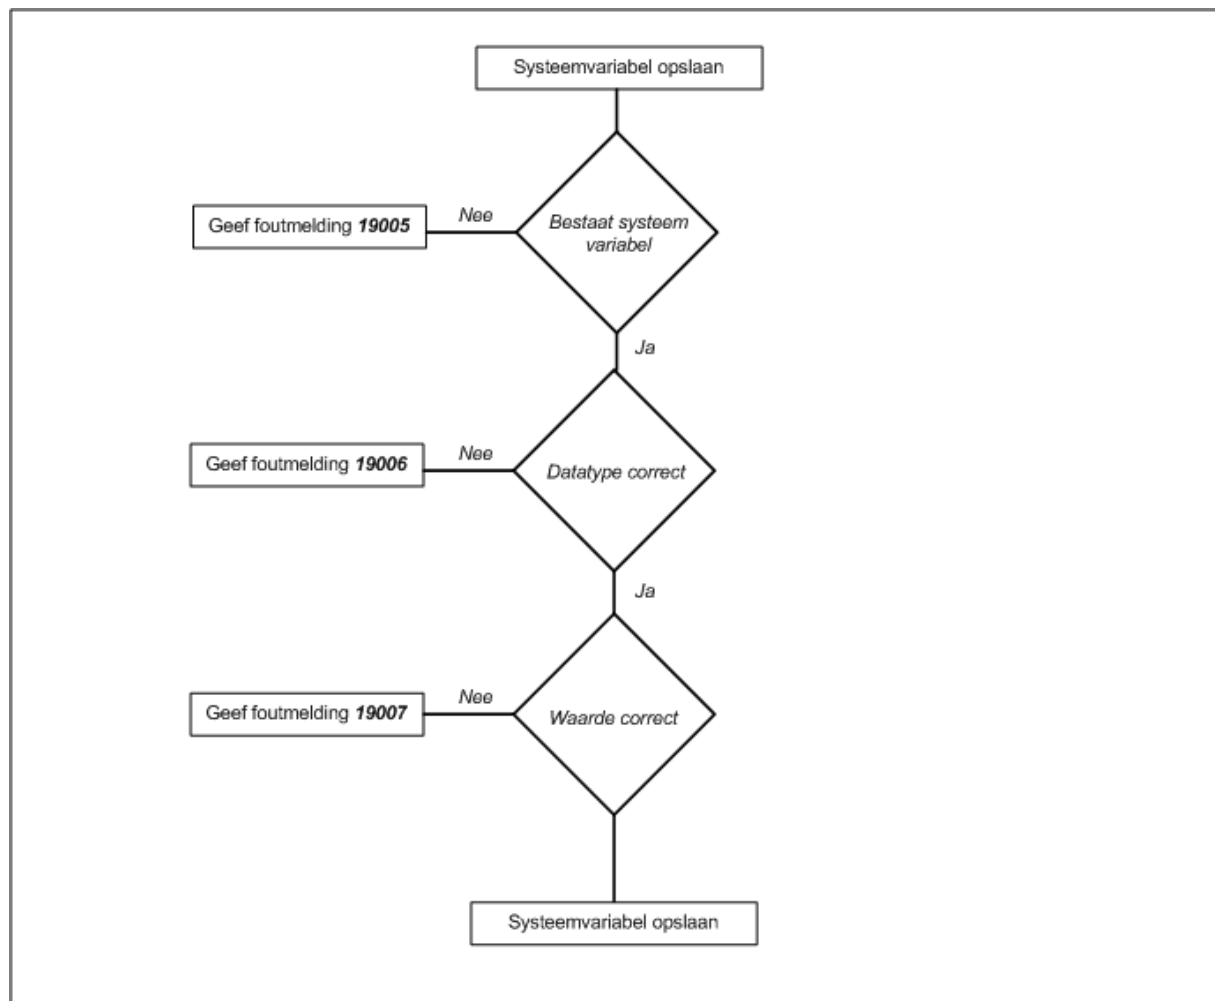 Systeemvariabel opslaan
Nee
Geef foutmelding 19005
Bestaat systeem
variabel
Ja
Nee
Geef foutmelding 19006
Datatype correct
Ja
Nee
Geef foutmelding 19007
Waarde correct
Systeemvariabel opslaan